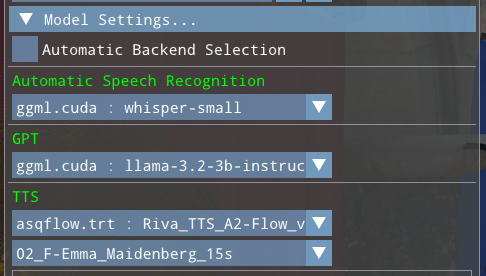 Model Settings...
Automatic Backend Selection
Automatic Speech Recognition
ggml.cuda : whisper-small
GPT
ggml.cuda : llama-3.2-3b-instruc
TTS
asqflow.trt : Riva_TTS_A2-Flow_v
02_F-Emma_Maidenberg_15s